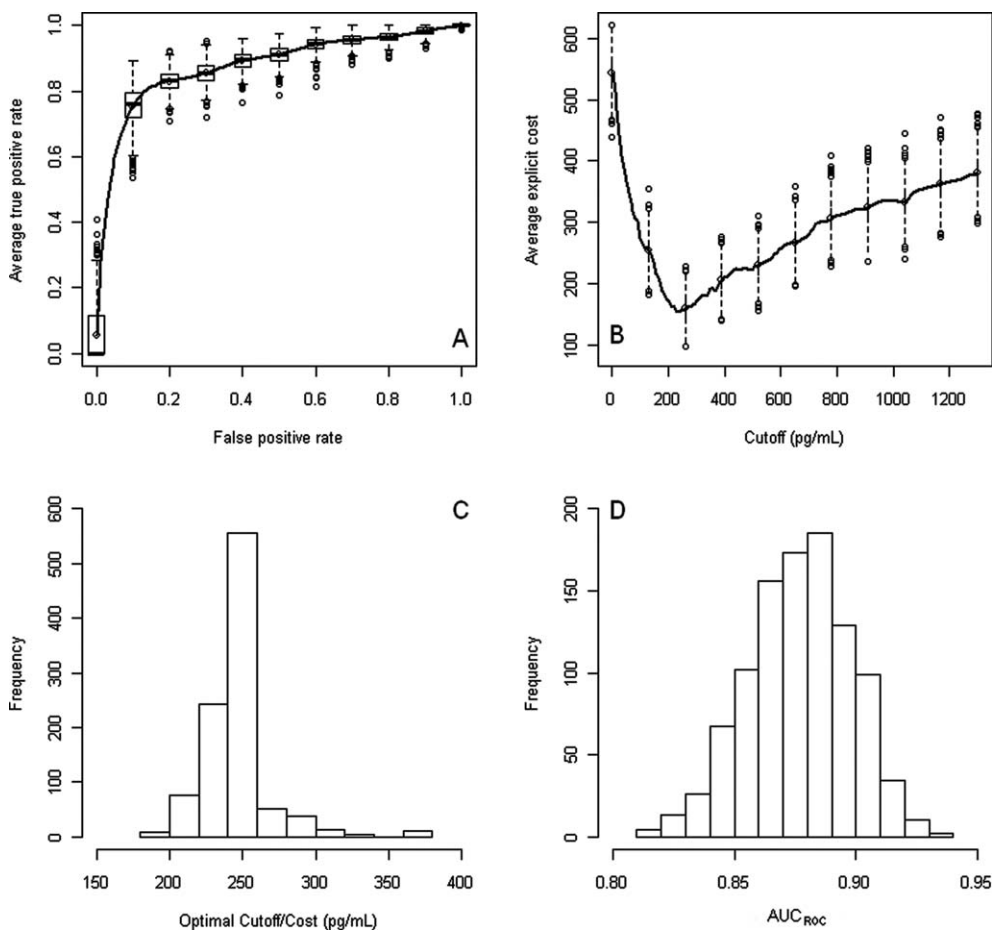 Average true positive rate
1.0
0.8
0.6
0.4
0.2
0.0
A
0.0 0.2 0.4 0.6 0.8 1.0
False positive rate
Average explicit cost
600
500
400
300
200
100
B
0 200 400 600 800 1000 1200
Cutoff (pg/mL)
Frequency
600
500
400
300
200
100
0
C
150 200 250 300 350 400
Optimal Cutoff/Cost (pg/mL)
Frequency
200
150
100
50
0
D
0.80 0.85 0.90 0.95
AUCROC